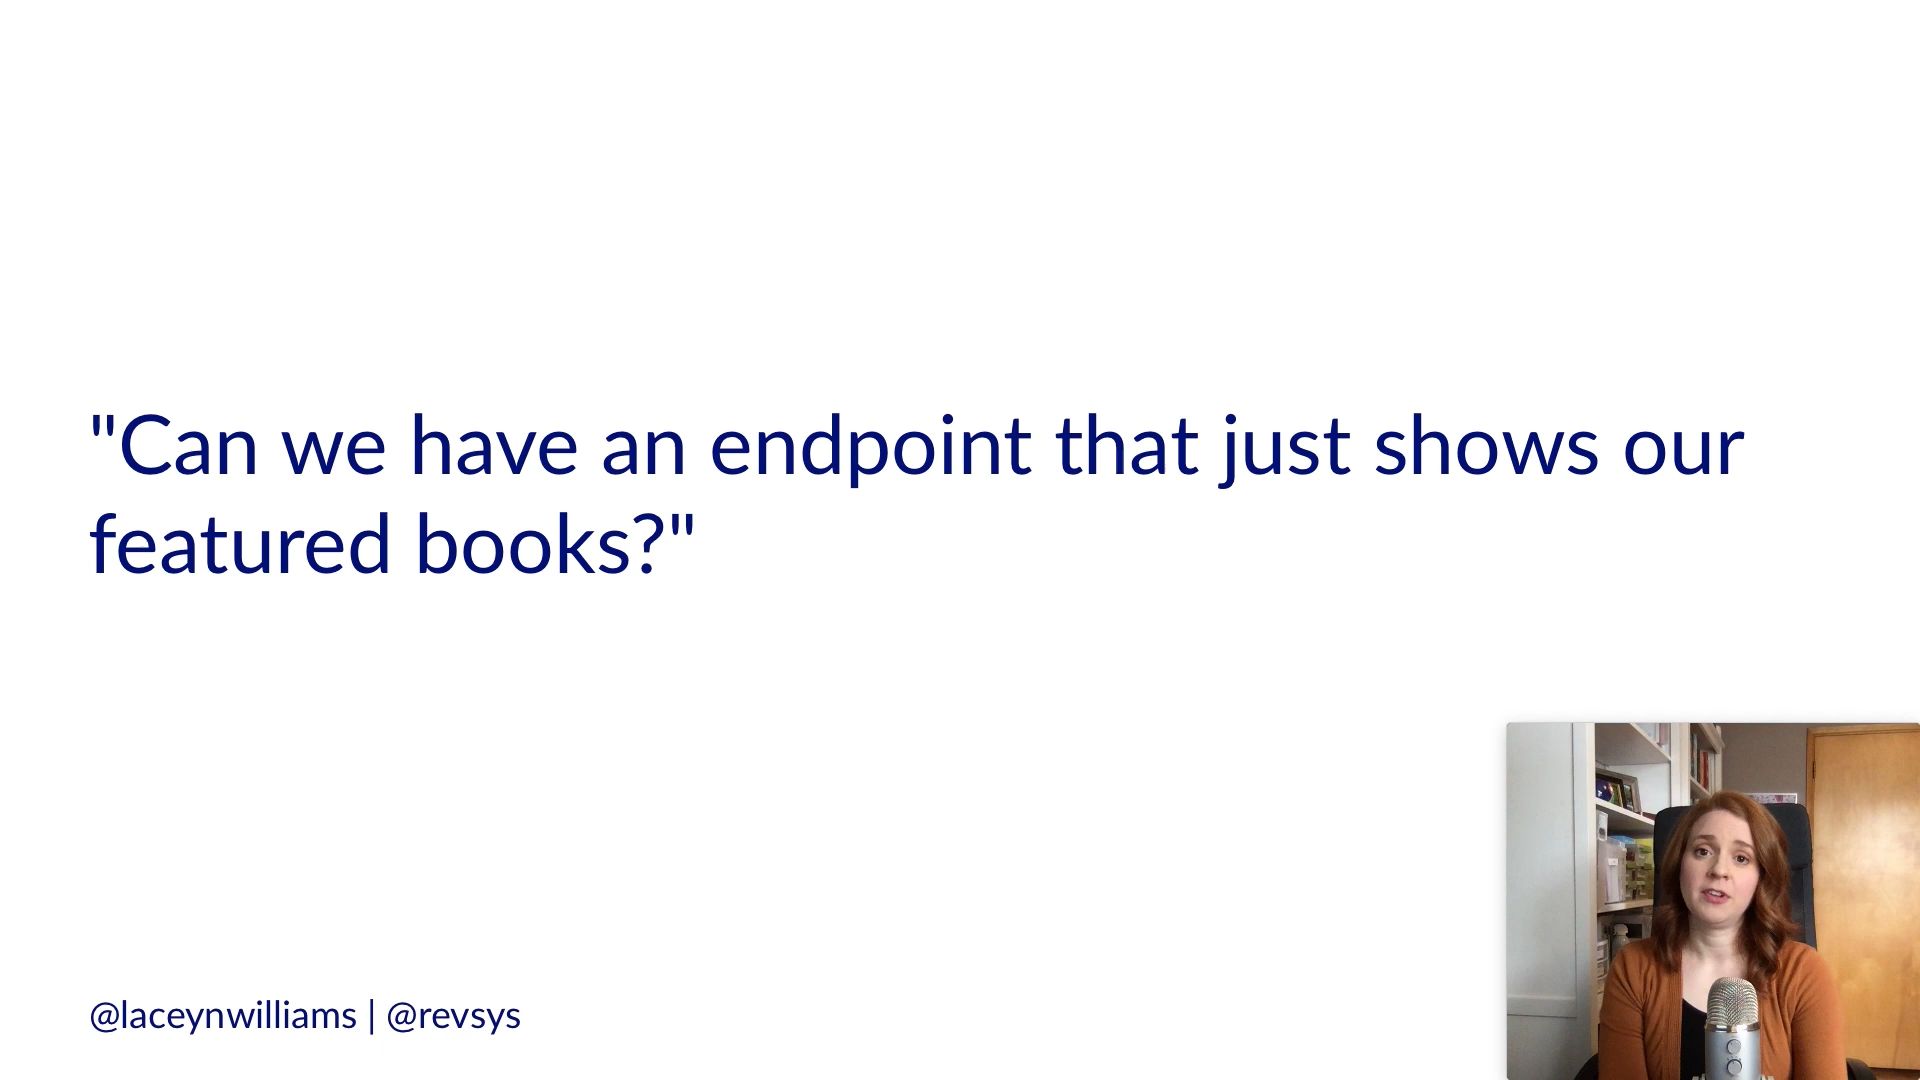 "Can we have an endpoint that just shows our
featured books?"
@laceynwilliams | @revsys